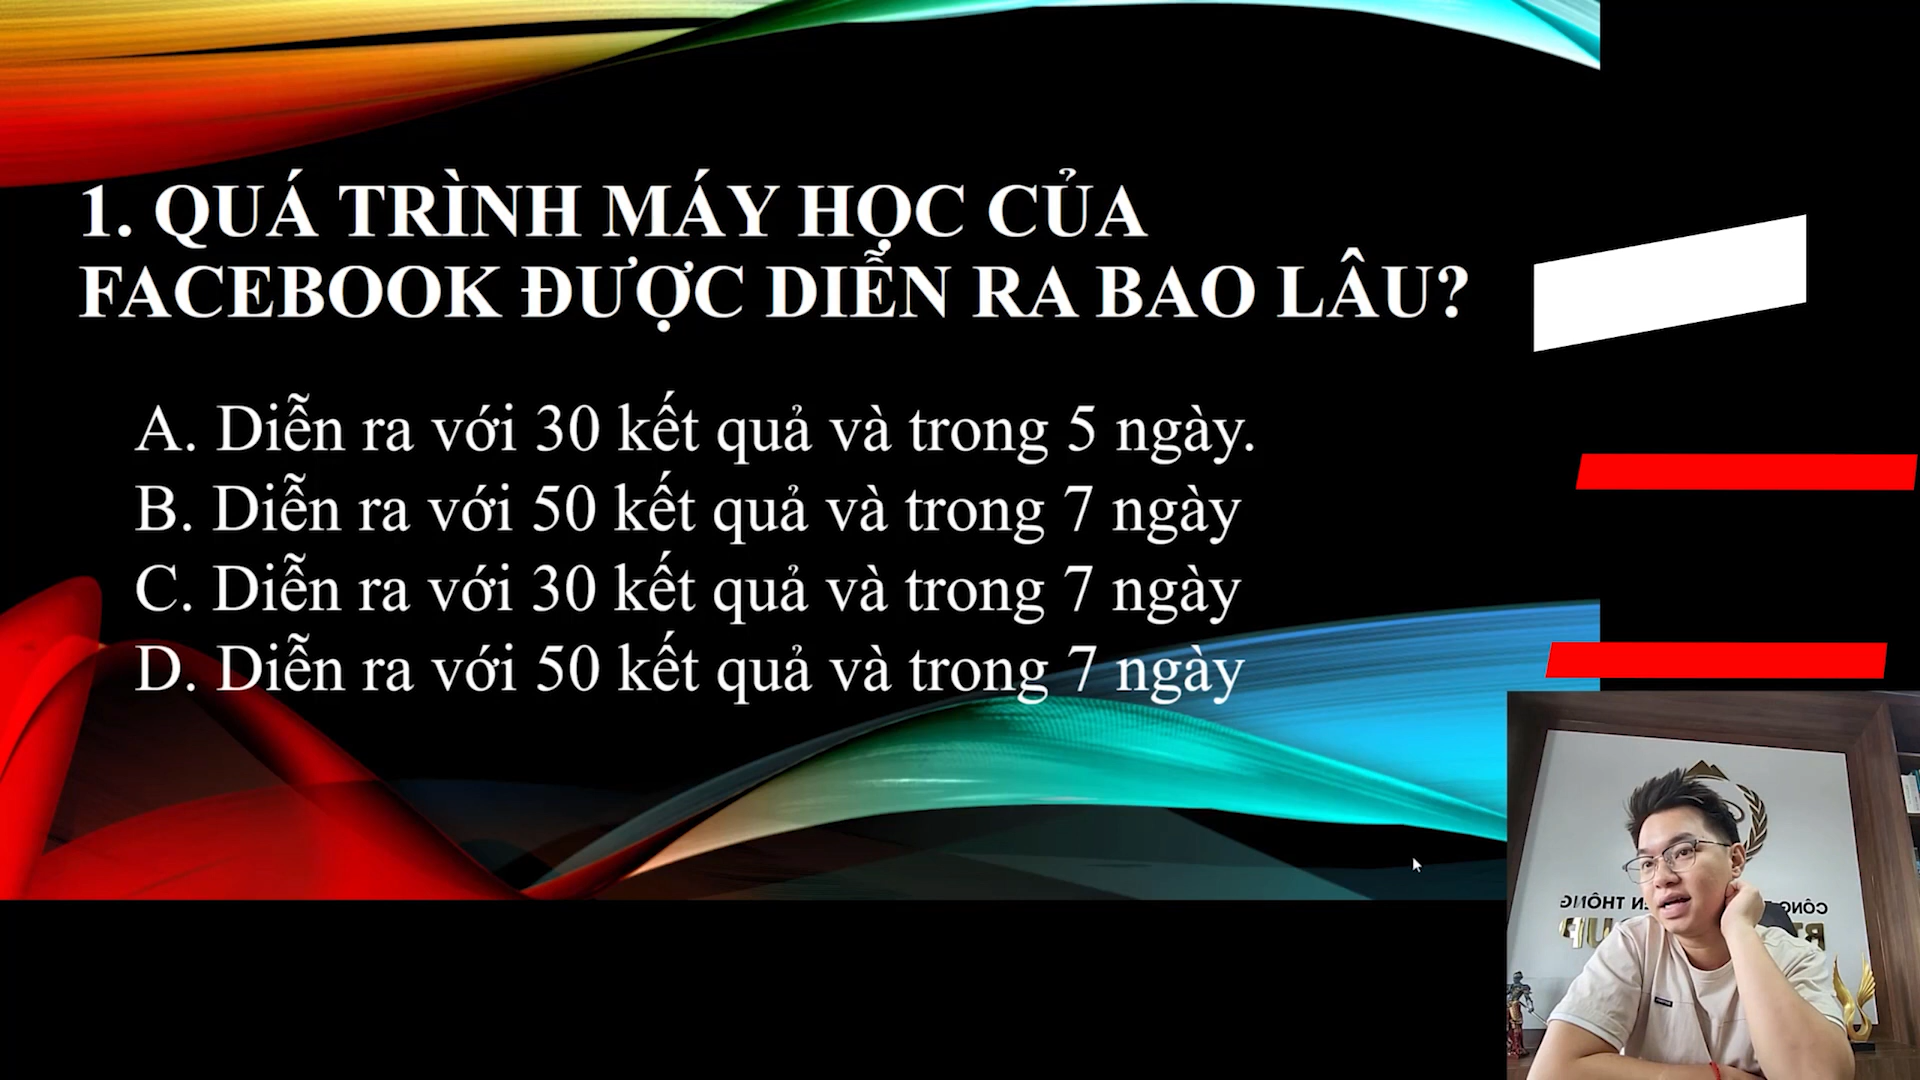 1. QUÁ TRÌNH MÁY HỌC CỦA
FACEBOOK ĐƯỢC DIỄN RA BAO LÂU?
A. Diễn ra với 30 kết quả và trong 5 ngày.
B. Diễn ra với 50 kết quả và trong 7 ngày
C. Diễn ra với 30 kết quả và trong 7 ngày
D. Diễn ra với 50 kết quả và trong 7 ngày
CÔNG
THÔNG